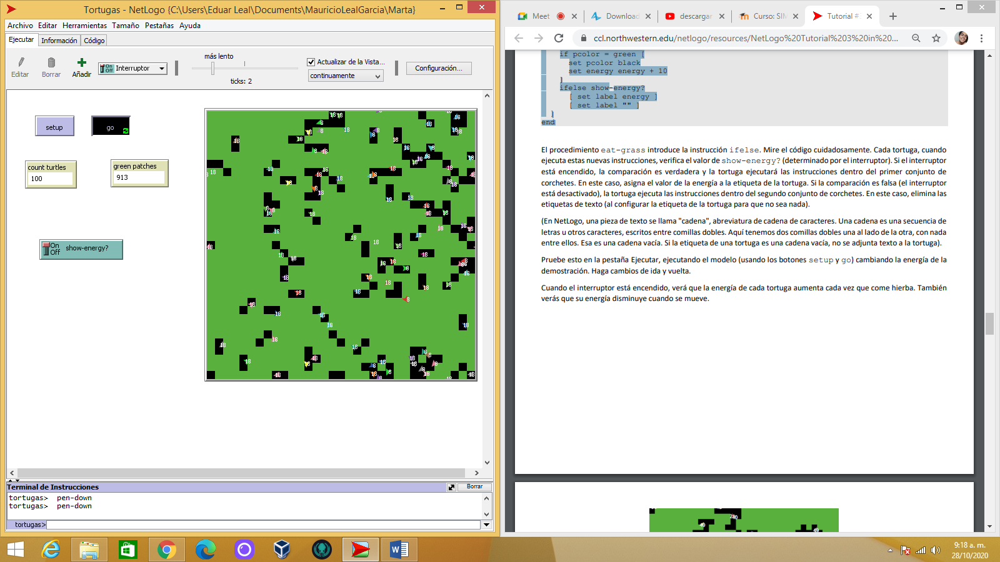 Tortugas - NetLogo {C:\Users\Eduar Leal\Documents\MauricioLealGarcia\Marta}
Archivo Editar Herramientas Tamaño Pestañas Ayuda
Ejecutar Información Código
Editar Borrar Añadir
On Off Interruptor
más lento
ticks: 2
Actualizar de la Vista...
continuamente
Configuración...
setup
go
count turtles
100
green patches
913
On
Off
show-energy?
Terminal de Instrucciones
Borrar
tortugas> pen-down
tortugas> pen-down
tortugas>
Meet
Download
descargar
Curso: SIM
Tutorial #
ccl.northwestern.edu/netlogo/resources/NetLogo%20Tutorial%203%20in%20...
if pcolor = green [
set pcolor black
set energy energy + 10
]
ifelse show-energy?
[ set label energy ]
[ set label "" ]
]
end
El procedimiento eat-grass introduce la instrucción ifelse. Mire el código cuidadosamente. Cada tortuga, cuando
ejecuta estas nuevas instrucciones, verifica el valor de show-energy? (determinado por el interruptor). Si el interruptor
está encendido, la comparación es verdadera y la tortuga ejecutará las instrucciones dentro del primer conjunto de
corchetes. En este caso, asigna el valor de la energía a la etiqueta de la tortuga. Si la comparación es falsa (el interruptor
está desactivado), la tortuga ejecuta las instrucciones dentro del segundo conjunto de corchetes. En este caso, elimina las
etiquetas de texto (al configurar la etiqueta de la tortuga para que no sea nada).
(En NetLogo, una pieza de texto se llama "cadena", abreviatura de cadena de caracteres. Una cadena es una secuencia de
letras u otros caracteres, escritos entre comillas dobles. Aquí tenemos dos comillas dobles una al lado de la otra, con nada
entre ellos. Esa es una cadena vacía. Si la etiqueta de una tortuga es una cadena vacía, no se adjunta texto a la tortuga).
Pruebe esto en la pestaña Ejecutar, ejecutando el modelo (usando los botones setup y go) cambiando la energía de la
demostración. Haga cambios de ida y vuelta.
Cuando el interruptor está encendido, verá que la energía de cada tortuga aumenta cada vez que come hierba. También
verás que su energía disminuye cuando se mueve.
9:18 a. m.
28/10/2020